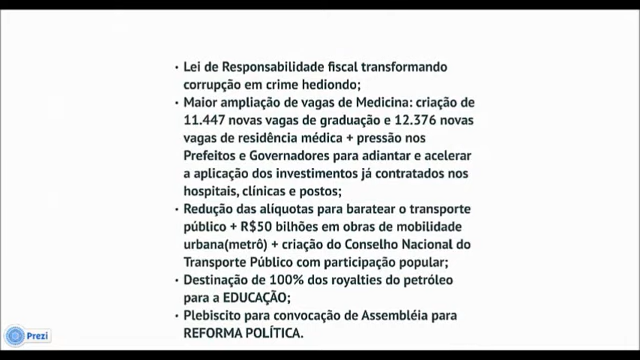 • Lei de Responsabilidade fiscal transformando
corrupção em crime hediondo;
• Maior ampliação de vagas de Medicina: criação de
11.447 novas vagas de graduação e 12.376 novas
vagas de residência médica + pressão nos
Prefeitos e Governadores para adiantar e acelerar
a aplicação dos investimentos já contratados nos
hospitais, clínicas e postos;
• Redução das alíquotas para baratear o transporte
público + R$50 bilhões em obras de mobilidade
urbana(metrô) + criação do Conselho Nacional do
Transporte Público com participação popular;
• Destinação de 100% dos royalties do petróleo
para a EDUCAÇÃO;
• Plebiscito para convocação de Assembléia para
REFORMA POLÍTICA.
Prezi